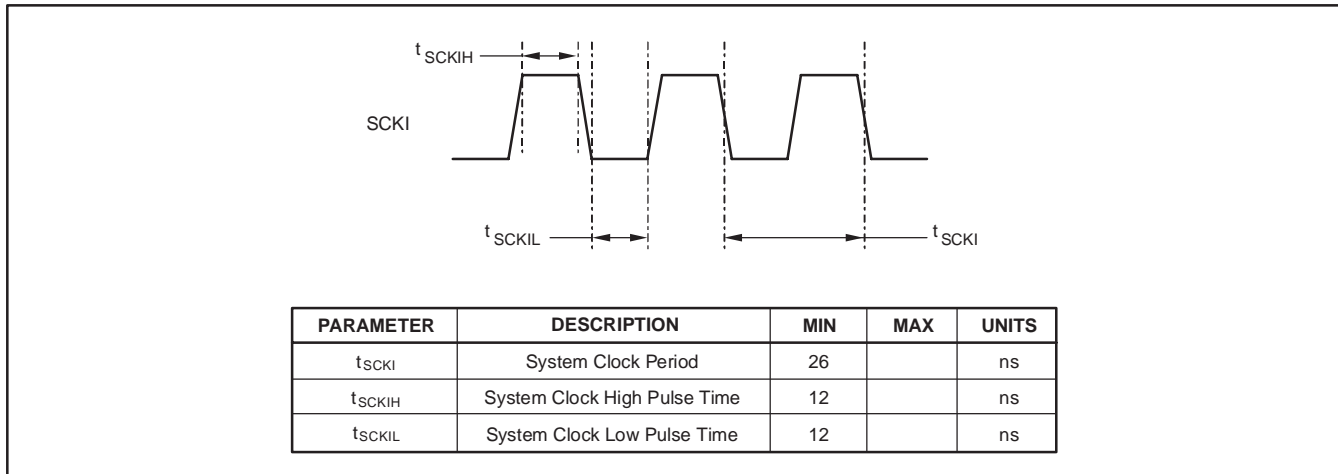 tSCKIH
SCKI
tSCKIL
tSCKI
PARAMETER DESCRIPTION MIN MAX UNITS
tSCKI System Clock Period 26 ns
tSCKIH System Clock High Pulse Time 12 ns
tSCKIL System Clock Low Pulse Time 12 ns